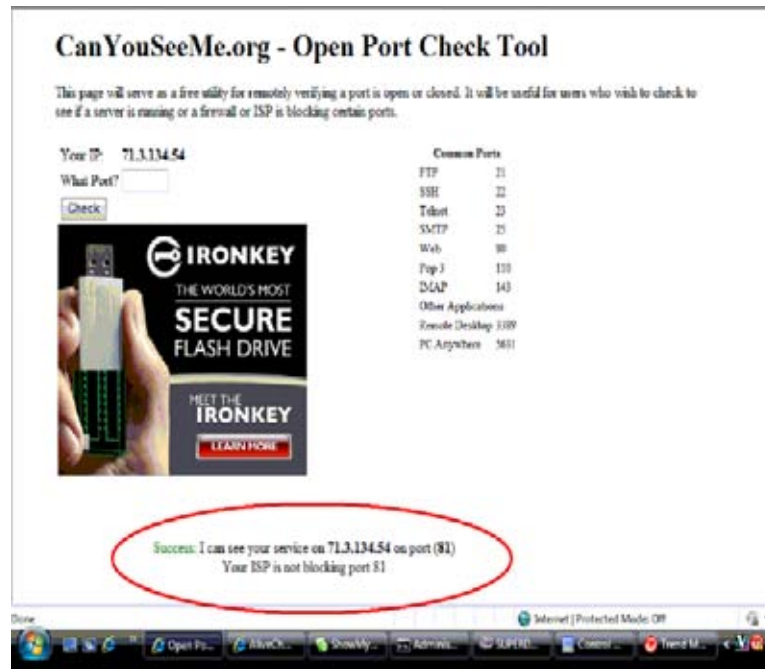 CanYouSeeMe.org - Open Port Check Tool
This page will serve as a free utility for remotely verifying a port is open or closed. It will be useful for users who wish to check to
see if a server is running or a firewall or ISP is blocking certain ports.
Your IP: 71.3.134.54
What Port?
Check
Common Ports
FTP 21
SSH 22
Telnet 23
SMTP 25
Web 80
Pop 3 110
IMAP 143
Other Applications
Remote Desktop 3389
PC Anywhere 5631
IRONKEY
THE WORLD'S MOST
SECURE
FLASH DRIVE
MEET THE
IRONKEY
LEARN MORE
Success: I can see your service on 71.3.134.54 on port (81)
Your ISP is not blocking port 81
Done
Internet | Protected Mode: Off
Open Po...
AliveCh...
ShowMy...
Adminis...
SUPERD...
Control ...
Trend M...